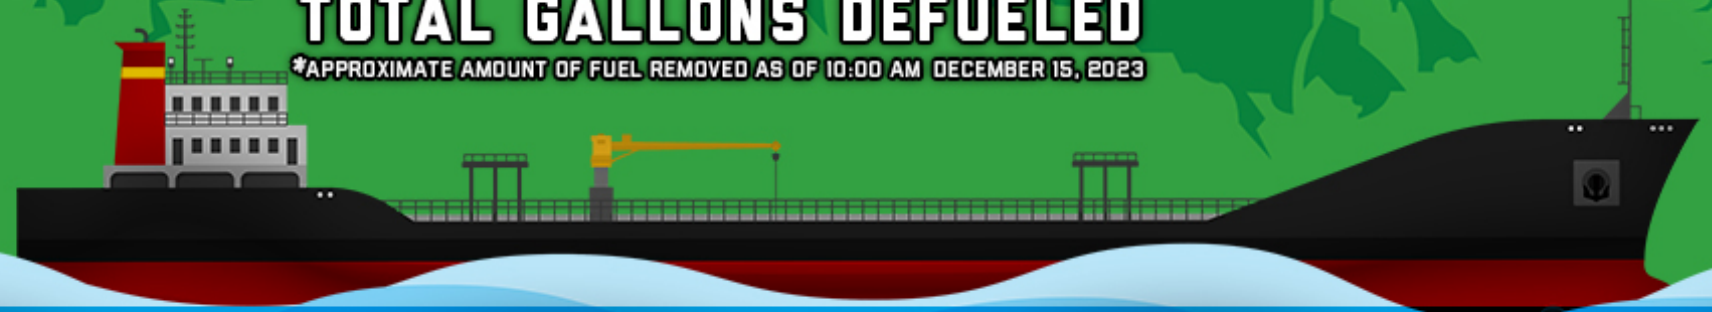 TOTAL GALLONS DEFUELED
*APPROXIMATE AMOUNT OF FUEL REMOVED AS OF 10:00 AM DECEMBER 15, 2023